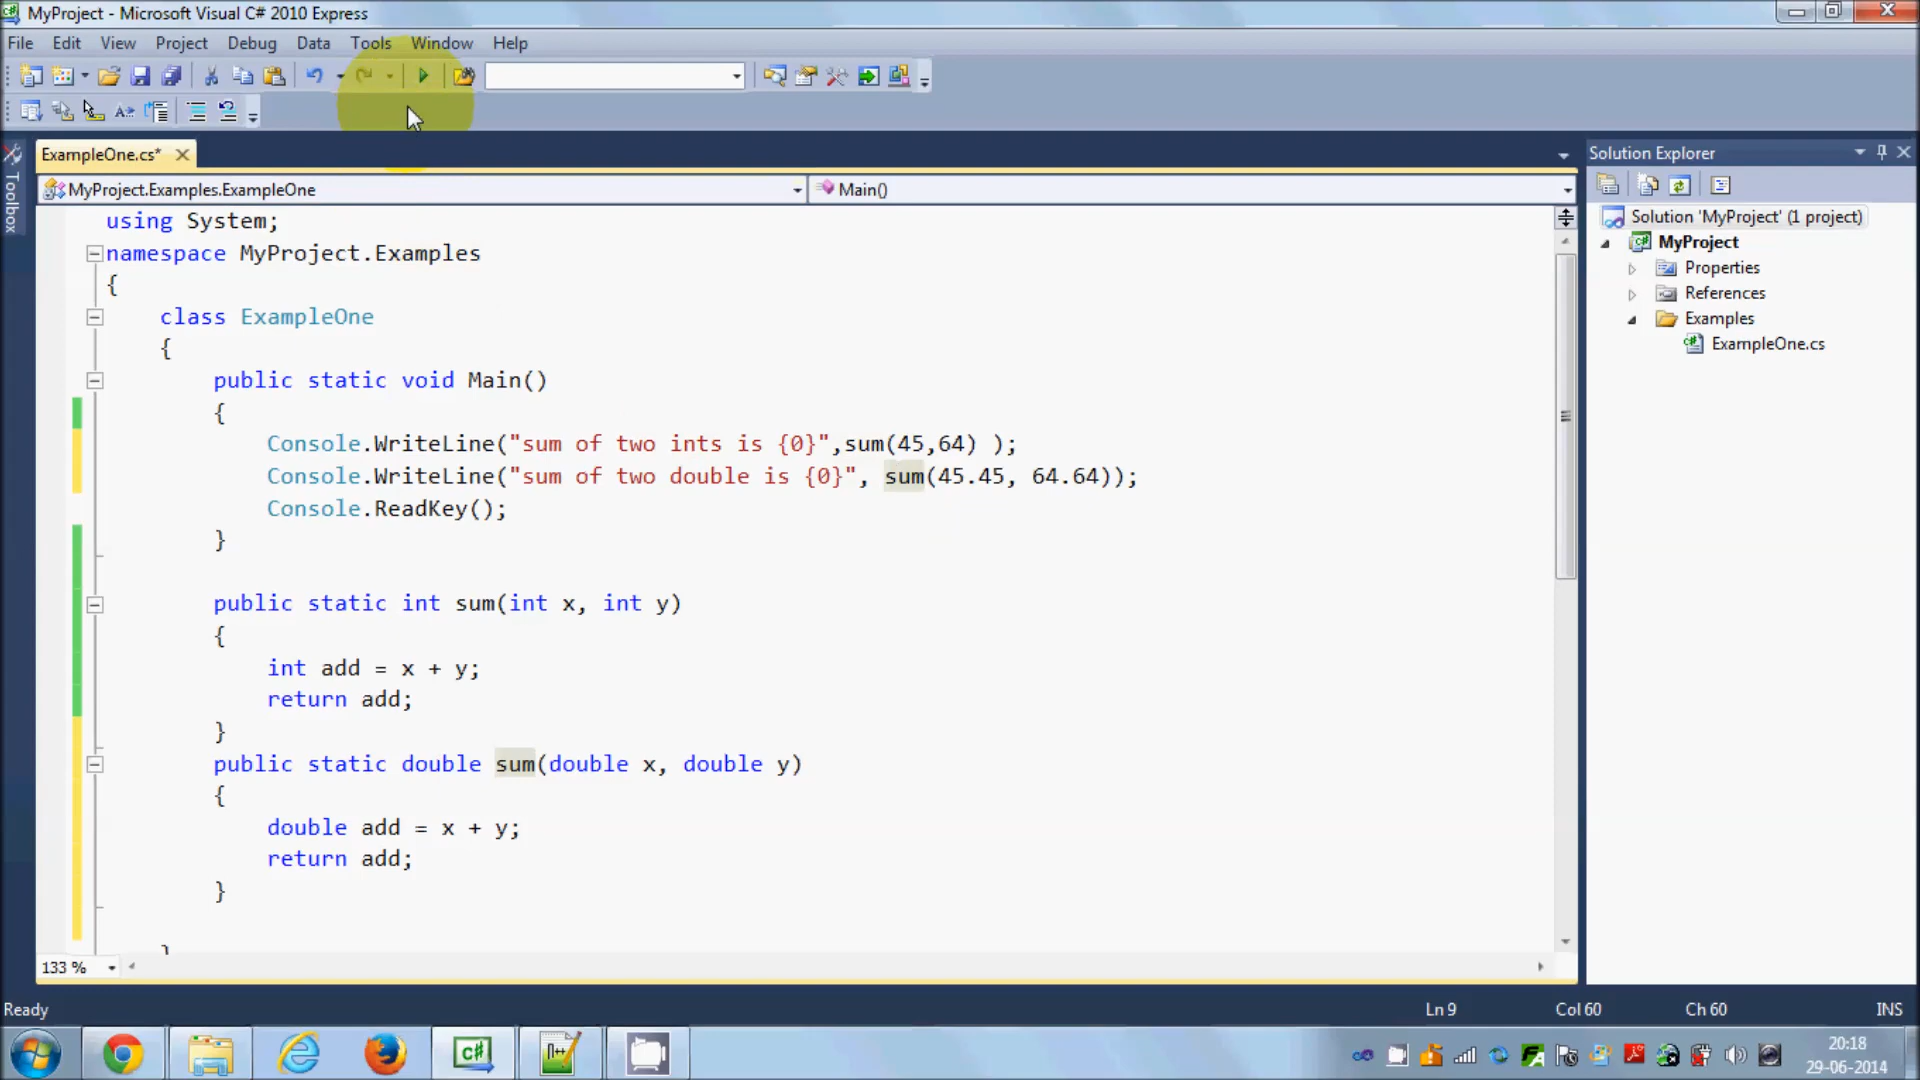 MyProject - Microsoft Visual C# 2010 Express
File Edit View Project Debug Data Tools Window Help
ExampleOne.cs*
Toolbox
MyProject.Examples.ExampleOne
Main()
using System;
namespace MyProject.Examples
{
class ExampleOne
{
public static void Main()
{
Console.WriteLine("sum of two ints is {0}",sum(45,64) );
Console.WriteLine("sum of two double is {0}", sum(45.45, 64.64));
Console.ReadKey();
}
public static int sum(int x, int y)
{
int add = x + y;
return add;
}
public static double sum(double x, double y)
{
double add = x + y;
return add;
}
}
133 %
Solution Explorer
Solution 'MyProject' (1 project)
MyProject
Properties
References
Examples
ExampleOne.cs
Ready
Ln 9 Col 60 Ch 60 INS
20:18
29-06-2014